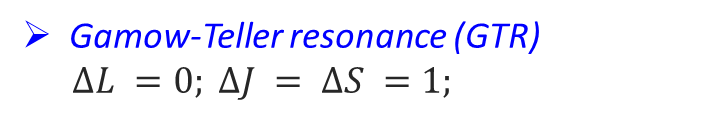 ➢ Gamow-Teller resonance (GTR)
ΔL = 0; ΔJ = ΔS = 1;